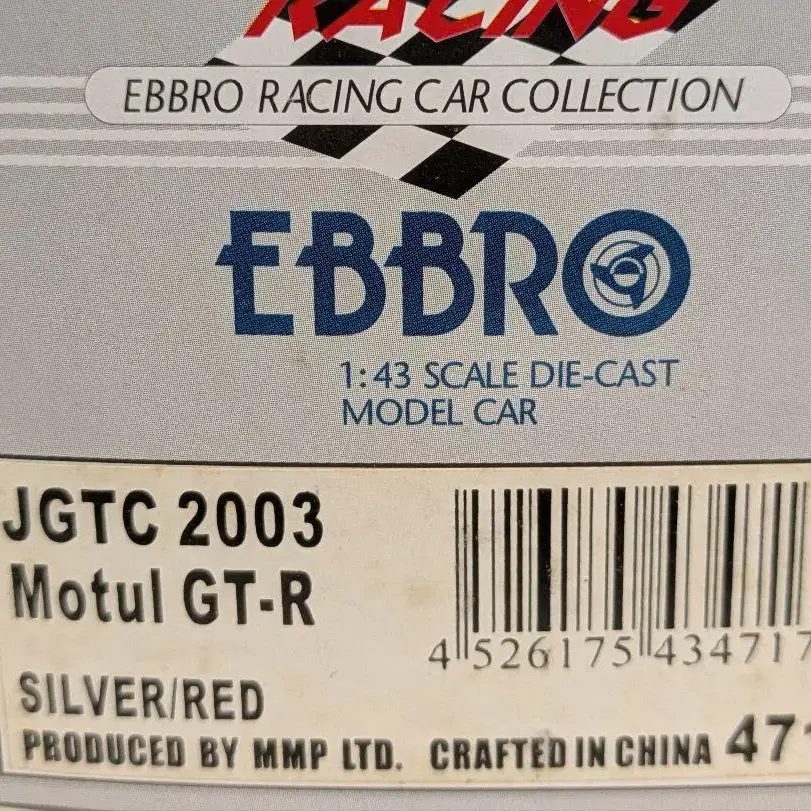 RACING
EBBRO RACING CAR COLLECTION
EBBRO
1:43 SCALE DIE-CAST
MODEL CAR
JGTC 2003
Motul GT-R
4 526175 434717
SILVER/RED
PRODUCED BY MMP LTD. CRAFTED IN CHINA 471